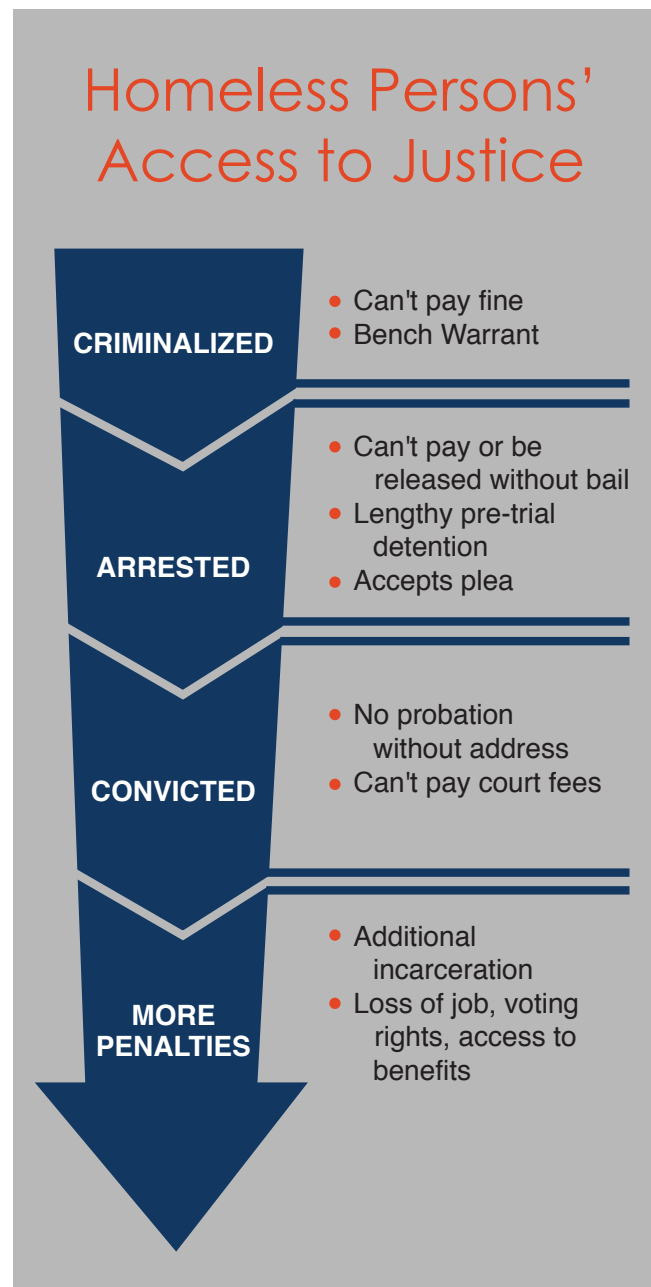 Homeless Persons’
Access to Justice
CRIMINALIZED
• Can't pay fine
• Bench Warrant
ARRESTED
• Can't pay or be
released without bail
• Lengthy pre-trial
detention
• Accepts plea
CONVICTED
• No probation
without address
• Can't pay court fees
MORE
PENALTIES
• Additional
incarceration
• Loss of job, voting
rights, access to
benefits